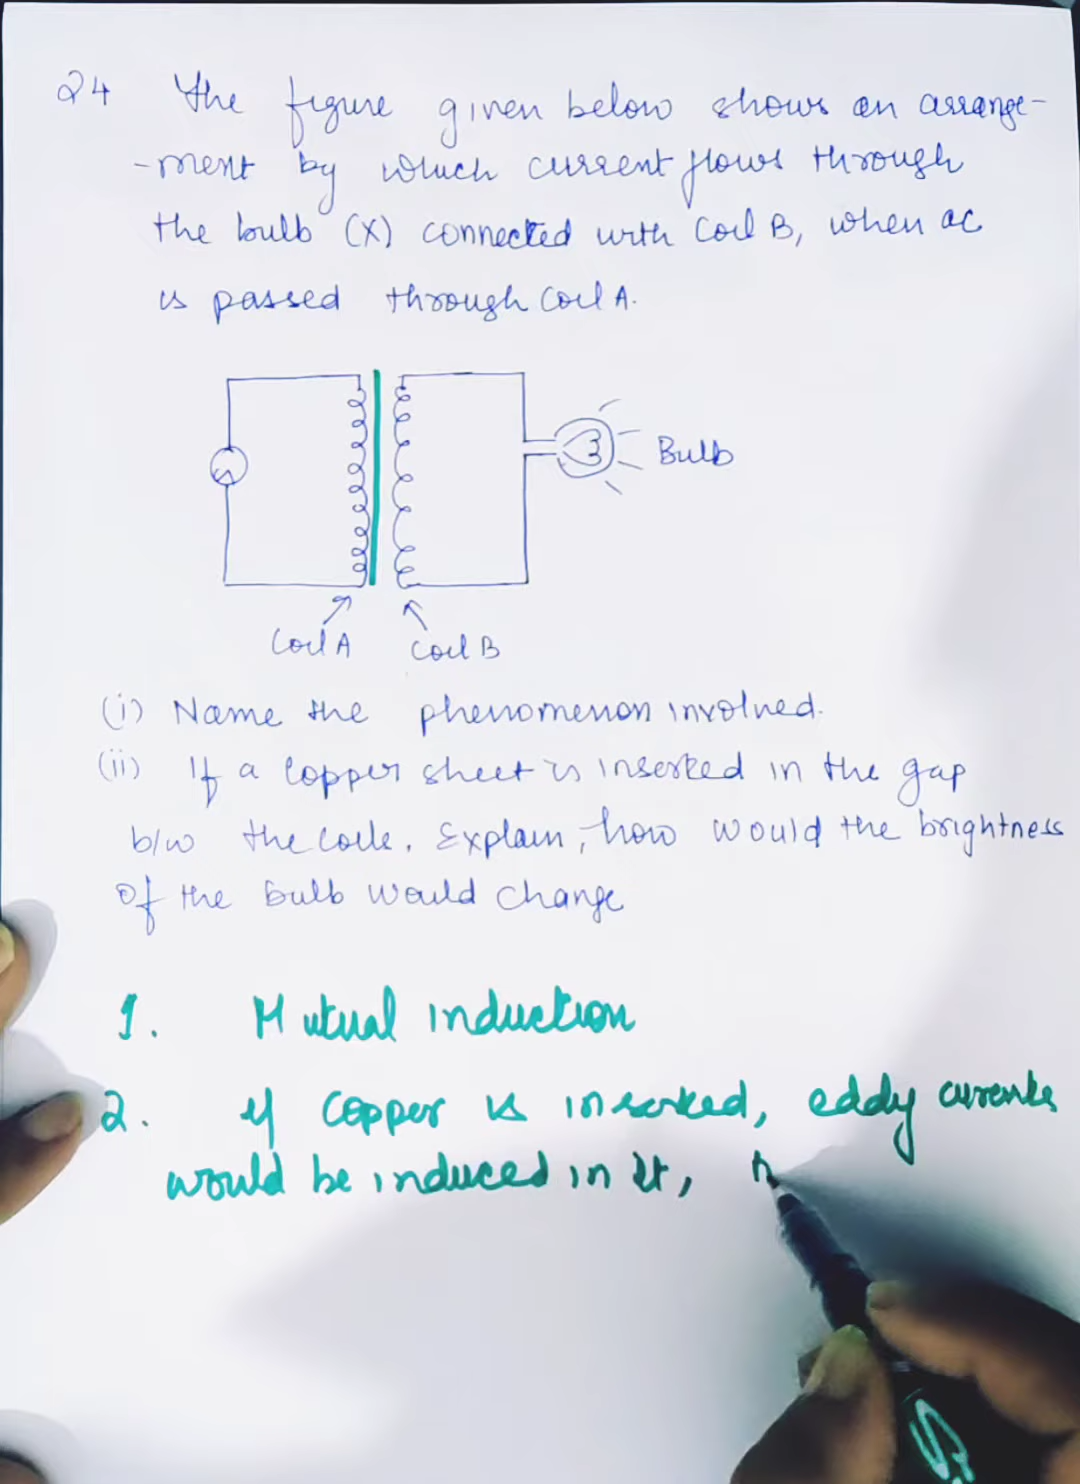 Q4 The figure given below shows an arrange-
-ment by which current flows through
the bulb (X) connected with Coil B, when ac
is passed through Coil A.
Bulb
Coil A Coil B
(i) Name the phenomenon involved.
(ii) If a Copper sheet is inserted in the gap
b/w the coils. Explain, how would the brightness
of the bulb would change
1. Mutual induction
2. If Copper is inserted, eddy currents
would be induced in it,